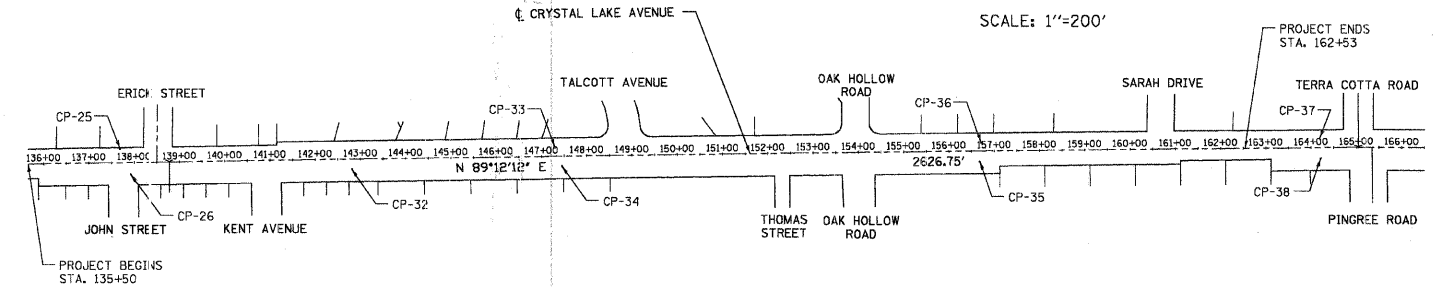 ℄ CRYSTAL LAKE AVENUE
SCALE: 1"=200'
PROJECT ENDS
STA. 162+53
ERICK STREET
TALCOTT AVENUE
OAK HOLLOW
ROAD
SARAH DRIVE
TERRA COTTA ROAD
CP-25
CP-33
CP-36
CP-37
136+00 137+00 138+00 139+00 140+00 141+00 142+00 143+00 144+00 145+00 146+00 147+00 148+00 149+00 150+00 151+00 152+00 153+00 154+00 155+00 156+00 157+00 158+00 159+00 160+00 161+00 162+00 163+00 164+00 165+00 166+00
N 89°12'12" E
2626.75'
CP-26
CP-32
CP-34
CP-35
CP-38
JOHN STREET
KENT AVENUE
THOMAS
STREET
OAK HOLLOW
ROAD
PINGREE ROAD
PROJECT BEGINS
STA. 135+50